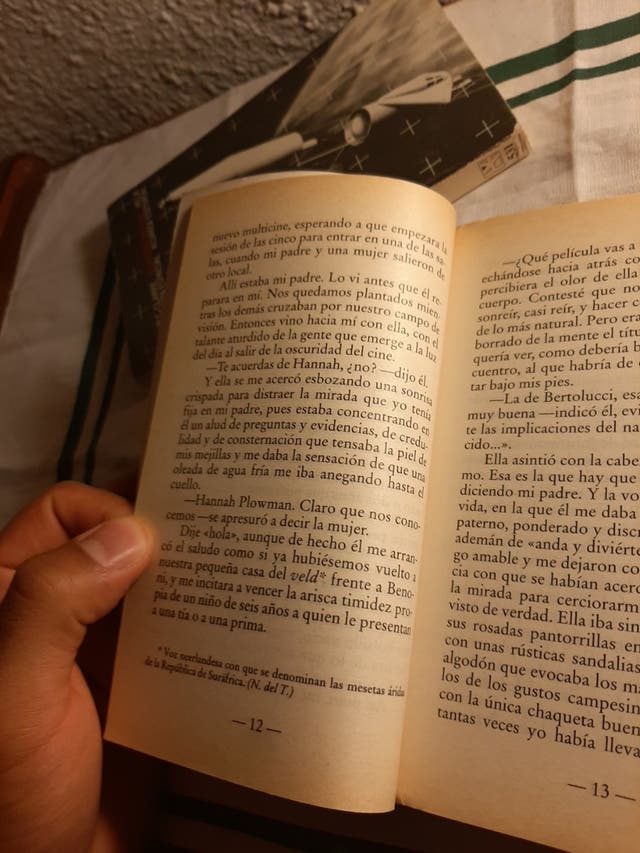 nuevo multicine, esperando a que empezara la
sesión de las cinco para entrar en una de las sa-
las, cuando mi padre y una mujer salieron de
otro local.
Allí estaba mi padre. Lo vi antes que él re-
parara en mí. Nos quedamos plantados mien-
tras los demás cruzaban por nuestro campo de
visión. Entonces vino hacia mí con ella, con el
talante aturdido de la gente que emerge a la luz
del día al salir de la oscuridad del cine.
—Te acuerdas de Hannah, ¿no? —dijo él.
Y ella se me acercó esbozando una sonrisa
crispada para distraer la mirada que yo tenía
fija en mi padre, pues estaba concentrando en
él un alud de preguntas y evidencias, de credu-
lidad y de consternación que tensaba la piel de
mis mejillas y me daba la sensación de que una
oleada de agua fría me iba anegando hasta el
cuello.
—Hannah Plowman. Claro que nos cono-
cemos —se apresuró a decir la mujer.
Dije «hola», aunque de hecho él me arran-
có el saludo como si ya hubiésemos vuelto a
nuestra pequeña casa del veld* frente a Beno-
ni, y me incitara a vencer la arisca timidez pro-
pia de un niño de seis años a quien le presentan
a una tía o a una prima.
* Voz neerlandesa con que se denominan las mesetas áridas
de la República de Suráfrica. (N. del T.)
— 12 —
—¿Qué película vas a
echándose hacia atrás co
percibiera el olor de ella
cuerpo. Contesté que no
sonreír, casi reír, y hacer
de lo más natural. Pero era
borrado de la mente el títu
quería ver, como debería h
cuentro, al que habría de
tar bajo mis pies.
—La de Bertolucci, esa
muy buena —indicó él, evi
te las implicaciones del na
cido...».
Ella asintió con la cabe
mo. Esa es la que hay que
diciendo mi padre. Y la vo
vida, en la que él me daba
paterno, ponderado y discr
ademán de «anda y diviérte
go amable y me dejaron co
cia con que se habían acerc
la mirada para cerciorarm
visto de verdad. Ella iba sin
sus rosadas pantorrillas en
con unas rústicas sandalias
algodón que evocaba los ma
los de los gustos campesin
con la única chaqueta buen
tantas veces yo había lleva
— 13 —